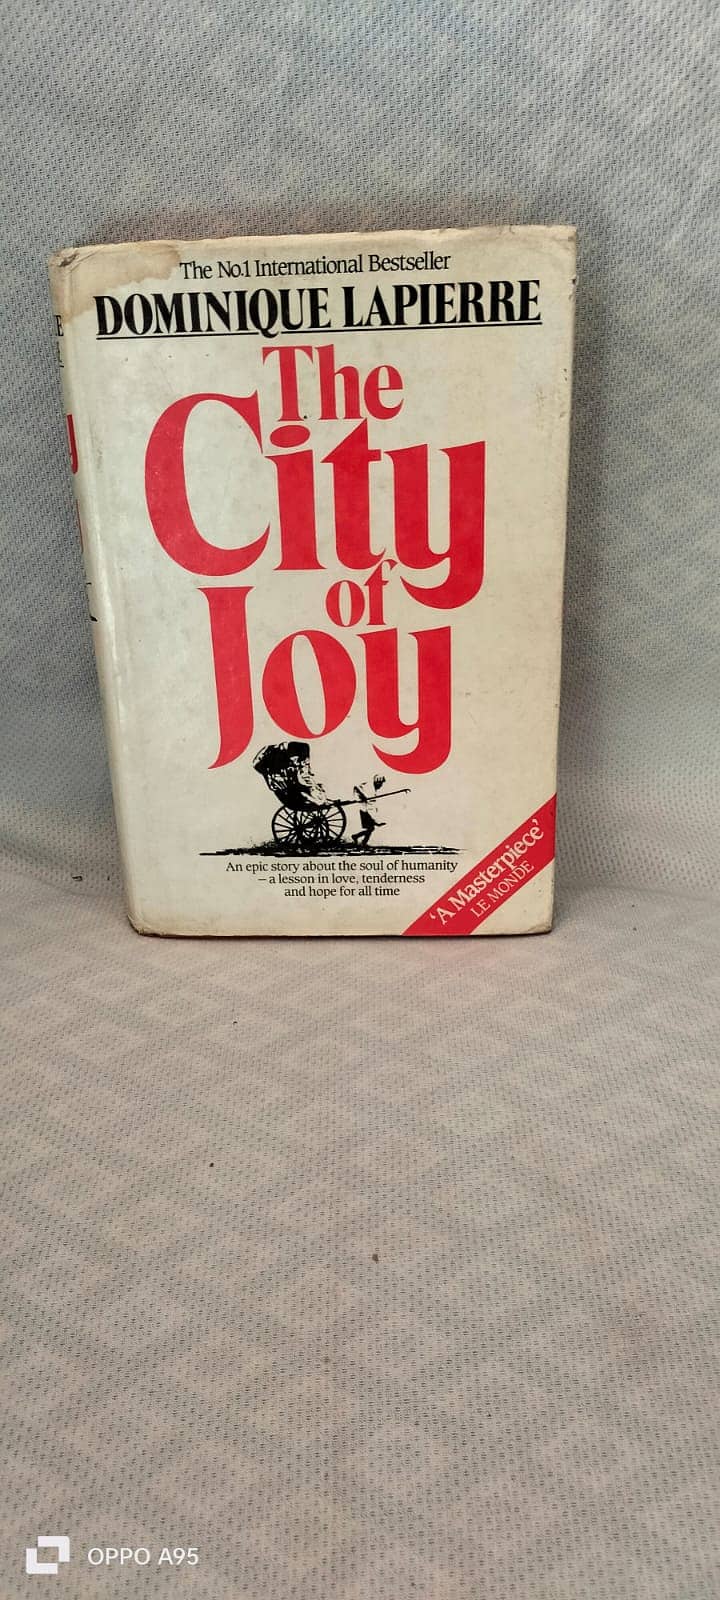 The No.1 International Bestseller
DOMINIQUE LAPIERRE
The
City
of
Joy
An epic story about the soul of humanity
– a lesson in love, tenderness
and hope for all time
‘A Masterpiece’
LE MONDE
OPPO A95